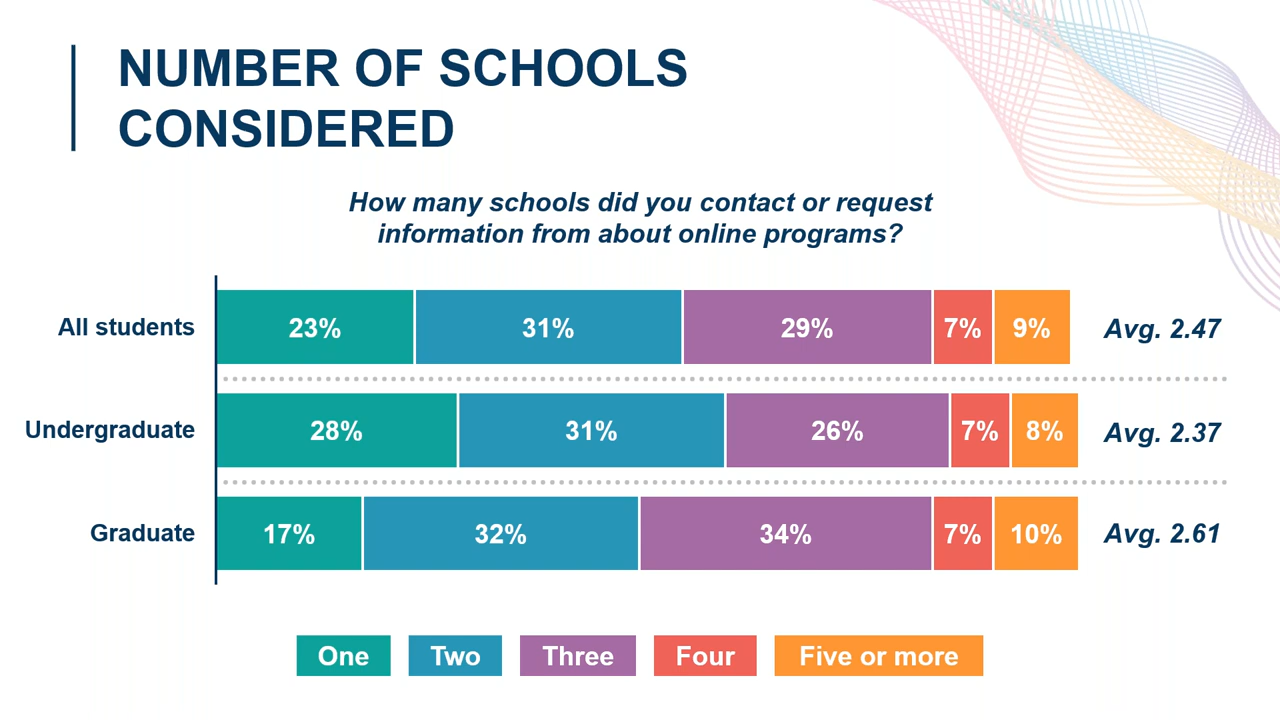 NUMBER OF SCHOOLS
CONSIDERED
How many schools did you contact or request
information from about online programs?
All students 23% 31% 29% 7% 9% Avg. 2.47
Undergraduate 28% 31% 26% 7% 8% Avg. 2.37
Graduate 17% 32% 34% 7% 10% Avg. 2.61
One Two Three Four Five or more